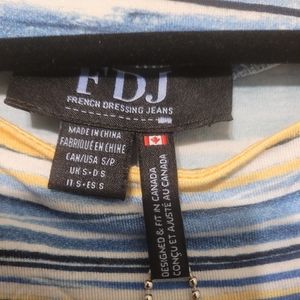 FDJ
FRENCH DRESSING JEANS
MADE IN CHINA
FABRIQUÉ EN CHINE
CAN/USA S/P
UK S - D S
IT S - ES S
DESIGNED & FIT IN CANADA
CONÇU ET AJUSTÉ AU CANADA